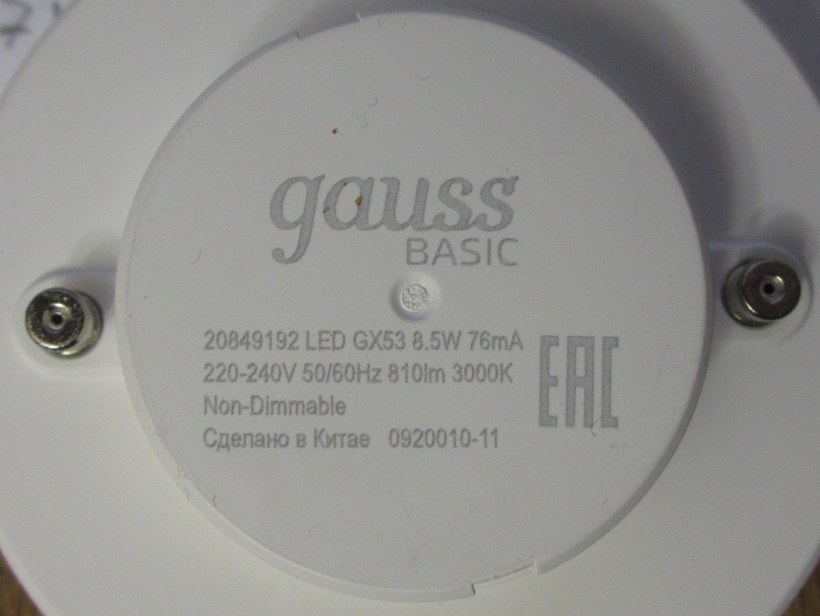 gauss
BASIC
20849192 LED GX53 8.5W 76mA
220-240V 50/60Hz 810lm 3000K
Non-Dimmable
Сделано в Китае 0920010-11
EAC